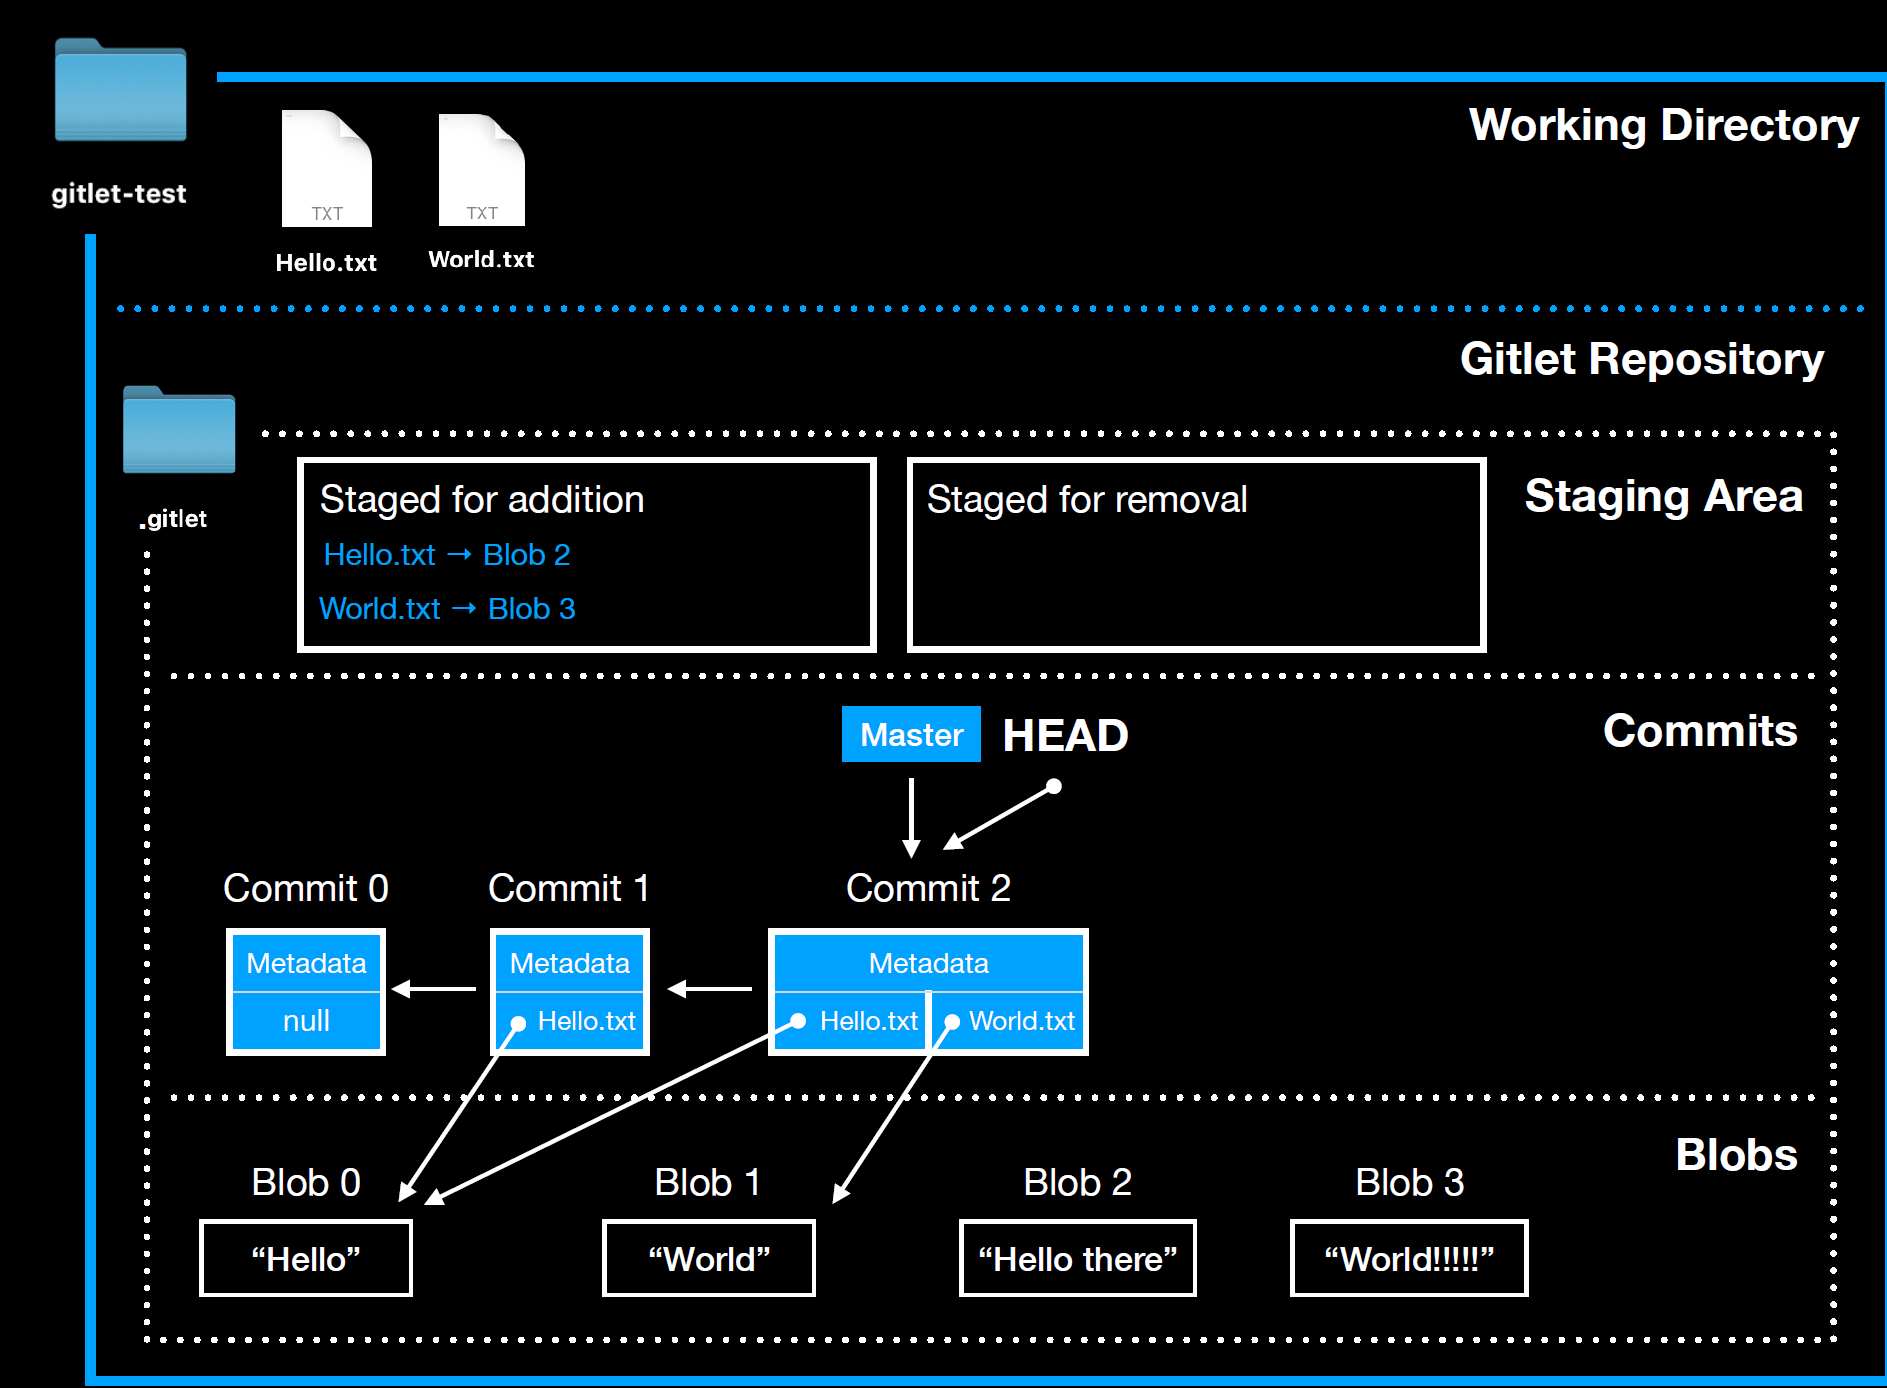 Working Directory
gitlet-test
TXT
TXT
Hello.txt
World.txt
Gitlet Repository
.gitlet
Staged for addition
Hello.txt → Blob 2
World.txt → Blob 3
Staged for removal
Staging Area
Master
HEAD
Commits
Commit 0
Commit 1
Commit 2
Metadata
null
Metadata
Hello.txt
Metadata
Hello.txt
World.txt
Blobs
Blob 0
Blob 1
Blob 2
Blob 3
“Hello”
“World”
“Hello there”
“World!!!!!”